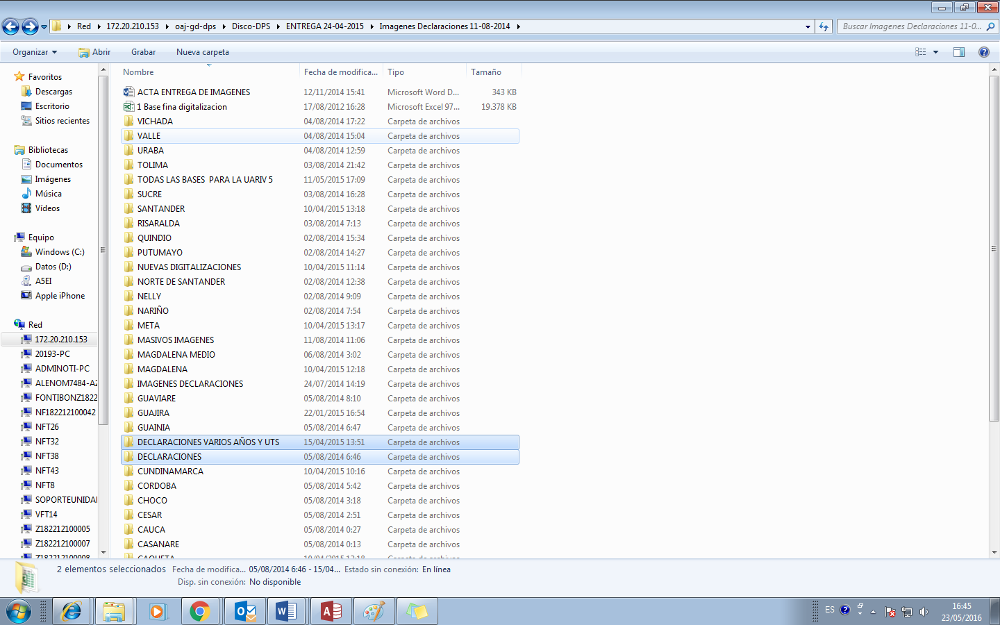 Red ▸ 172.20.210.153 ▸ oaj-gd-dps ▸ Disco-DPS ▸ ENTREGA 24-04-2015 ▸ Imagenes Declaraciones 11-08-2014 ▸
Buscar Imagenes Declaraciones 11-0...
Organizar Abrir Grabar Nueva carpeta
Favoritos
Descargas
Escritorio
Sitios recientes
Bibliotecas
Documentos
Imágenes
Música
Vídeos
Equipo
Windows (C:)
Datos (D:)
A5EI
Apple iPhone
Red
172.20.210.153
20193-PC
ADMINOTI-PC
ALENOM7484-A2
FONTIBONZ1822
NF182212100042
NFT26
NFT32
NFT38
NFT43
NFT8
SOPORTEUNIDA
VFT14
Z182212100005
Z182212100007
Z182212100008
Nombre Fecha de modifica... Tipo Tamaño
ACTA ENTREGA DE IMAGENES 12/11/2014 15:41 Microsoft Word D... 343 KB
1 Base fina digitalizacion 17/08/2012 16:28 Microsoft Excel 97... 19.378 KB
VICHADA 04/08/2014 17:22 Carpeta de archivos
VALLE 04/08/2014 15:04 Carpeta de archivos
URABA 04/08/2014 12:59 Carpeta de archivos
TOLIMA 03/08/2014 21:42 Carpeta de archivos
TODAS LAS BASES  PARA LA UARIV 5 11/05/2015 17:09 Carpeta de archivos
SUCRE 03/08/2014 16:28 Carpeta de archivos
SANTANDER 10/04/2015 13:18 Carpeta de archivos
RISARALDA 03/08/2014 7:13 Carpeta de archivos
QUINDIO 02/08/2014 15:34 Carpeta de archivos
PUTUMAYO 02/08/2014 14:27 Carpeta de archivos
NUEVAS DIGITALIZACIONES 10/04/2015 11:14 Carpeta de archivos
NORTE DE SANTANDER 02/08/2014 12:38 Carpeta de archivos
NELLY 02/08/2014 9:09 Carpeta de archivos
NARIÑO 02/08/2014 7:54 Carpeta de archivos
META 10/04/2015 13:17 Carpeta de archivos
MASIVOS IMAGENES 11/08/2014 11:06 Carpeta de archivos
MAGDALENA MEDIO 06/08/2014 3:02 Carpeta de archivos
MAGDALENA 10/04/2015 12:18 Carpeta de archivos
IMAGENES DECLARACIONES 24/07/2014 14:19 Carpeta de archivos
GUAVIARE 05/08/2014 8:10 Carpeta de archivos
GUAJIRA 22/01/2015 16:54 Carpeta de archivos
GUAINIA 05/08/2014 6:47 Carpeta de archivos
DECLARACIONES VARIOS AÑOS Y UTS 15/04/2015 13:51 Carpeta de archivos
DECLARACIONES 05/08/2014 6:46 Carpeta de archivos
CUNDINAMARCA 10/04/2015 10:16 Carpeta de archivos
CORDOBA 05/08/2014 5:42 Carpeta de archivos
CHOCO 05/08/2014 3:18 Carpeta de archivos
CESAR 05/08/2014 2:51 Carpeta de archivos
CAUCA 05/08/2014 0:27 Carpeta de archivos
CASANARE 05/08/2014 0:13 Carpeta de archivos
CAQUETA 10/04/2015 12:18 Carpeta de archivos
2 elementos seleccionados Fecha de modifica... 05/08/2014 6:46 - 15/04... Estado sin conexión: En línea
Disp. sin conexión: No disponible
ES 16:45
23/05/2016